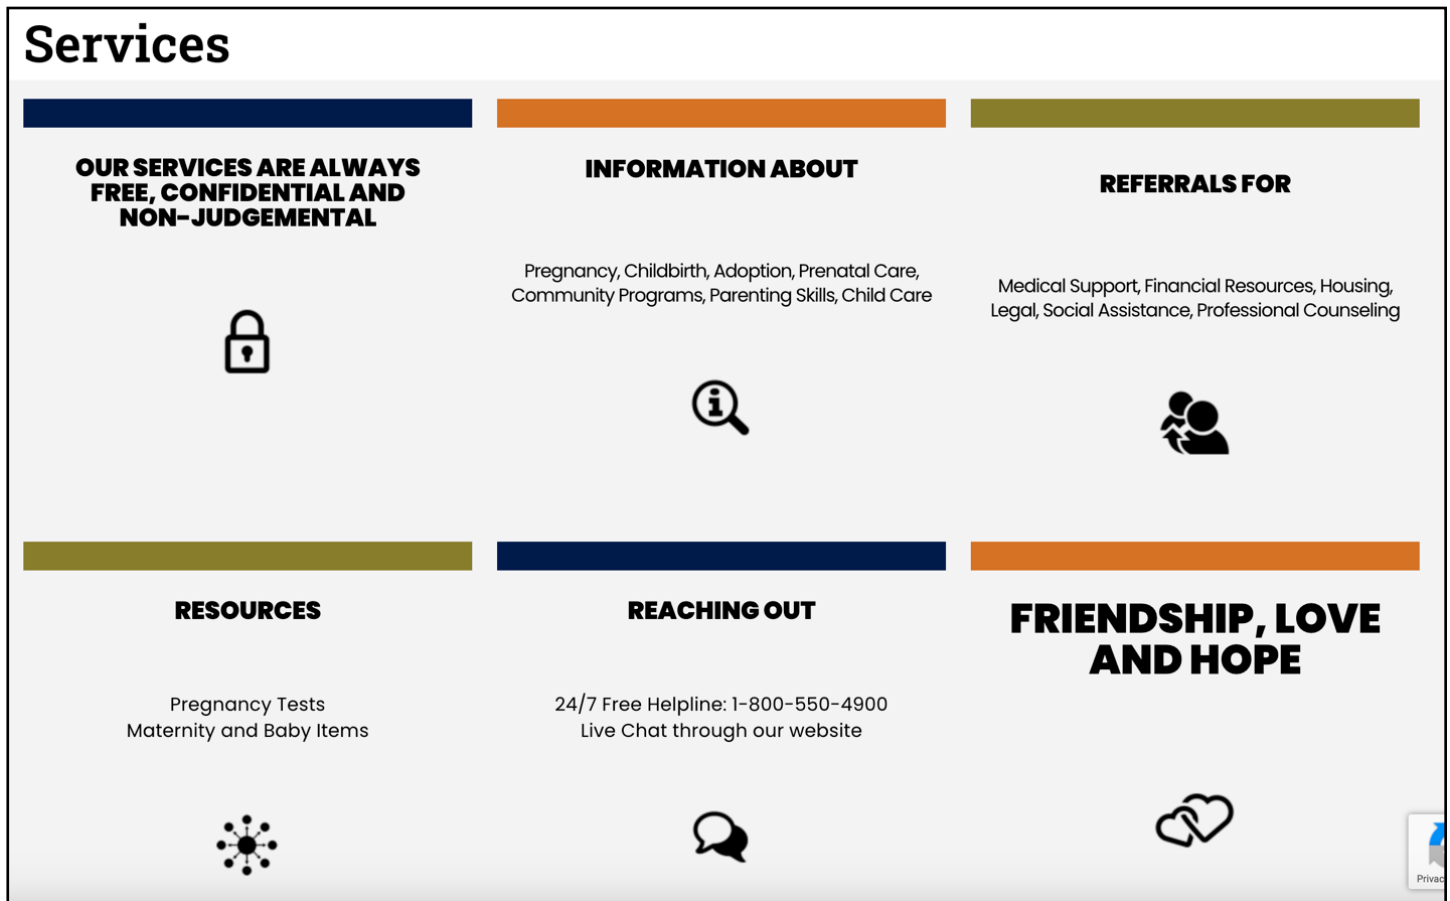 Services
OUR SERVICES ARE ALWAYS
FREE, CONFIDENTIAL AND
NON-JUDGEMENTAL
INFORMATION ABOUT
Pregnancy, Childbirth, Adoption, Prenatal Care,
Community Programs, Parenting Skills, Child Care
REFERRALS FOR
Medical Support, Financial Resources, Housing,
Legal, Social Assistance, Professional Counseling
RESOURCES
Pregnancy Tests
Maternity and Baby Items
REACHING OUT
24/7 Free Helpline: 1-800-550-4900
Live Chat through our website
FRIENDSHIP, LOVE
AND HOPE